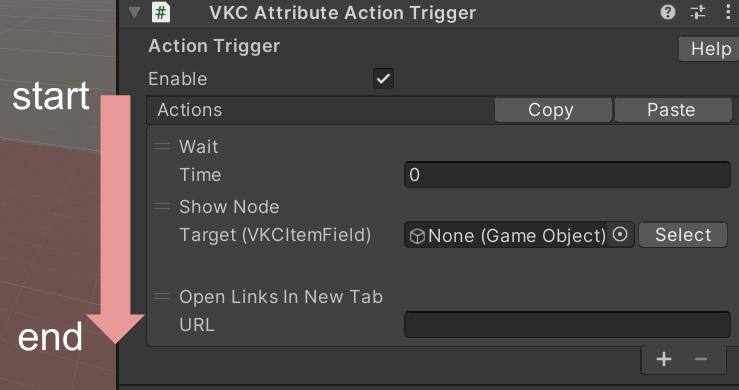 VKC Attribute Action Trigger
Action Trigger
Help
Enable
start
Actions Copy Paste
Wait
Time 0
Show Node
Target (VKCItemField) None (Game Object) Select
Open Links In New Tab
URL
end